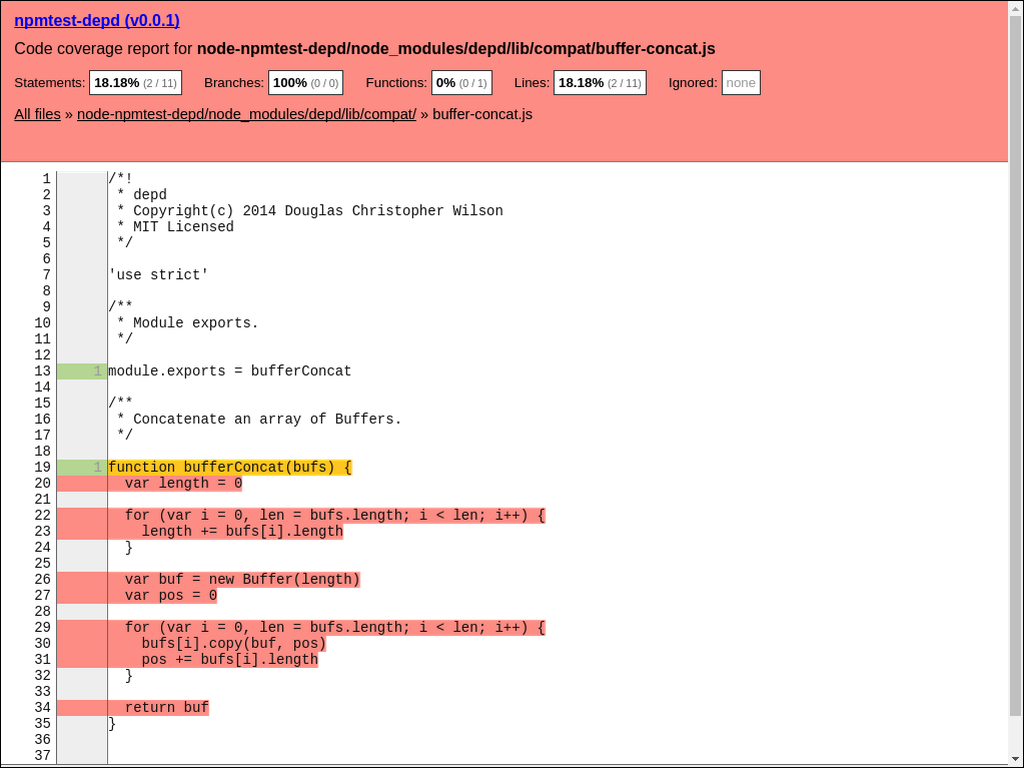 npmtest-depd (v0.0.1)
Code coverage report for node-npmtest-depd/node_modules/depd/lib/compat/buffer-concat.js
Statements: 18.18% (2 / 11) Branches: 100% (0 / 0) Functions: 0% (0 / 1) Lines: 18.18% (2 / 11) Ignored: none
All files » node-npmtest-depd/node_modules/depd/lib/compat/ » buffer-concat.js
1 /*!
2  * depd
3  * Copyright(c) 2014 Douglas Christopher Wilson
4  * MIT Licensed
5  */
6
7 'use strict'
8
9 /**
10  * Module exports.
11  */
12
13 1 module.exports = bufferConcat
14
15 /**
16  * Concatenate an array of Buffers.
17  */
18
19 1 function bufferConcat(bufs) {
20   var length = 0
21
22   for (var i = 0, len = bufs.length; i < len; i++) {
23     length += bufs[i].length
24   }
25
26   var buf = new Buffer(length)
27   var pos = 0
28
29   for (var i = 0, len = bufs.length; i < len; i++) {
30     bufs[i].copy(buf, pos)
31     pos += bufs[i].length
32   }
33
34   return buf
35 }
36
37